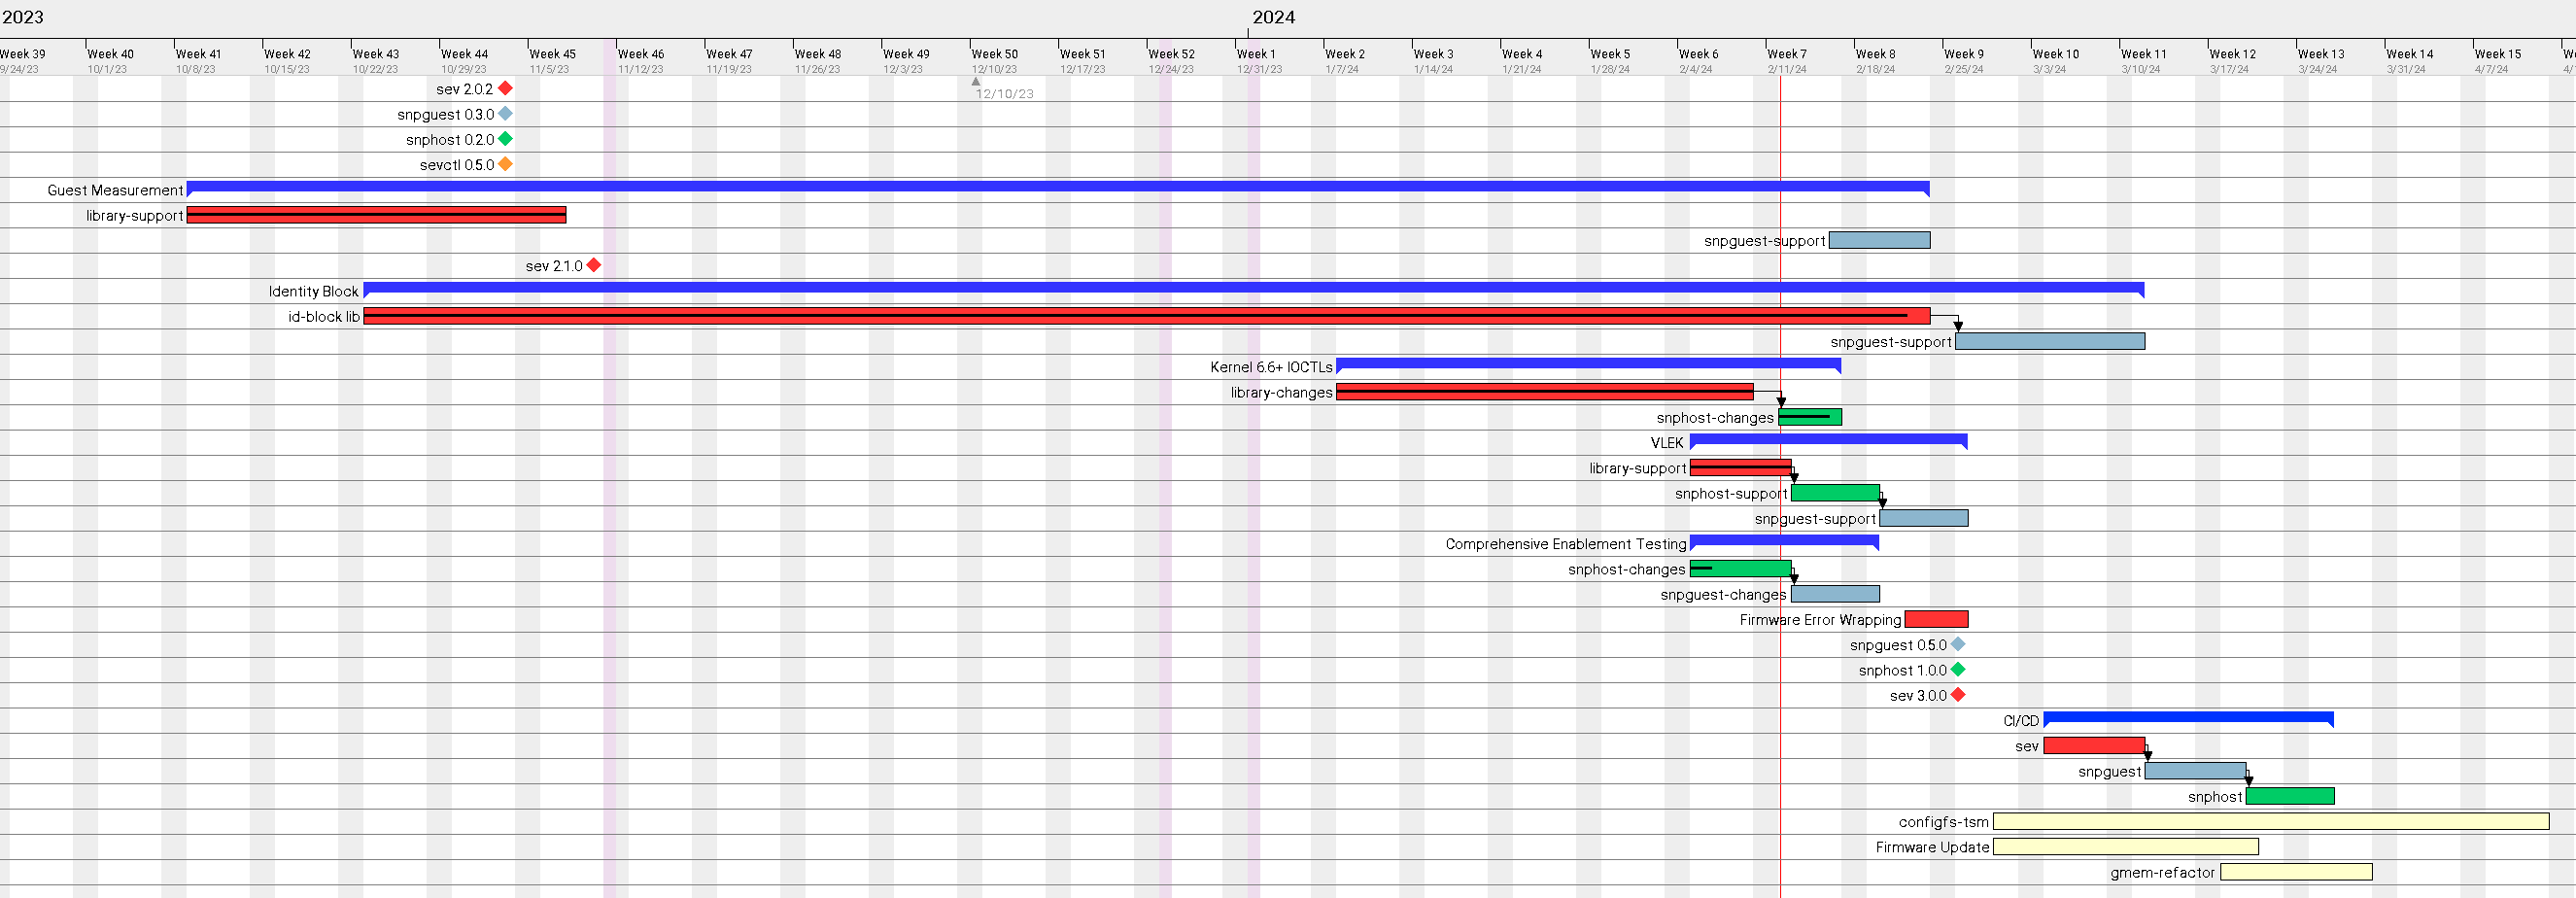 2023 2024
Week 39 Week 40 Week 41 Week 42 Week 43 Week 44 Week 45 Week 46 Week 47 Week 48 Week 49 Week 50 Week 51 Week 52 Week 1 Week 2 Week 3 Week 4 Week 5 Week 6 Week 7 Week 8 Week 9 Week 10 Week 11 Week 12 Week 13 Week 14 Week 15
9/24/23 10/1/23 10/8/23 10/15/23 10/22/23 10/29/23 11/5/23 11/12/23 11/19/23 11/26/23 12/3/23 12/10/23 12/17/23 12/24/23 12/31/23 1/7/24 1/14/24 1/21/24 1/28/24 2/4/24 2/11/24 2/18/24 2/25/24 3/3/24 3/10/24 3/17/24 3/24/24 3/31/24 4/7/24
sev 2.0.2
12/10/23
snpguest 0.3.0
snphost 0.2.0
sevctl 0.5.0
Guest Measurement
library-support
snpguest-support
sev 2.1.0
Identity Block
id-block lib
snpguest-support
Kernel 6.6+ IOCTLs
library-changes
snphost-changes
VLEK
library-support
snphost-support
snpguest-support
Comprehensive Enablement Testing
snphost-changes
snpguest-changes
Firmware Error Wrapping
snpguest 0.5.0
snphost 1.0.0
sev 3.0.0
CI/CD
sev
snpguest
snphost
configfs-tsm
Firmware Update
gmem-refactor